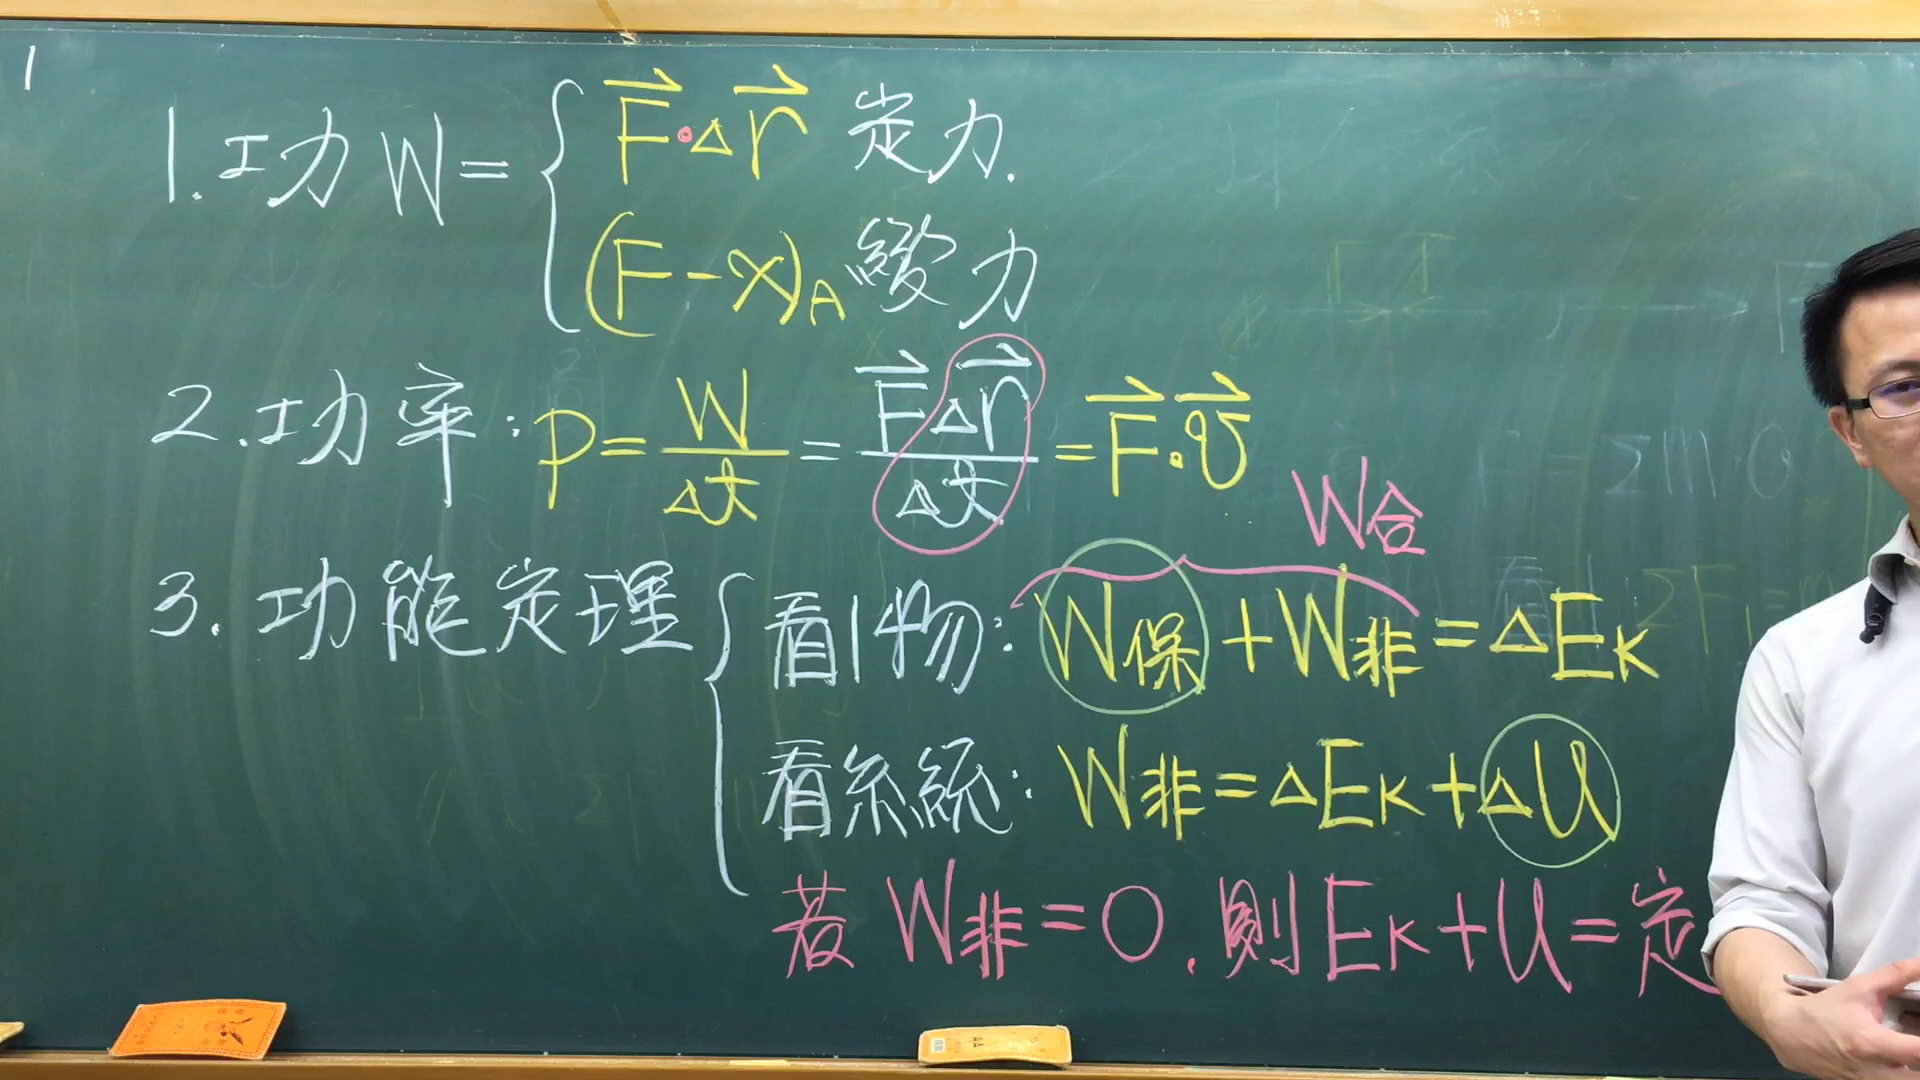 1
1. 功 W = { F⃗·Δr⃗ 定力.
(F-x)A 變力
2. 功率: P = W/Δt = F⃗Δr⃗/Δt = F⃗·v⃗
W合
3. 功能定理 { 看1物: W保 + W非 = ΔEK
看系統: W非 = ΔEK + ΔU
若 W非 = 0, 則 EK + U = 定